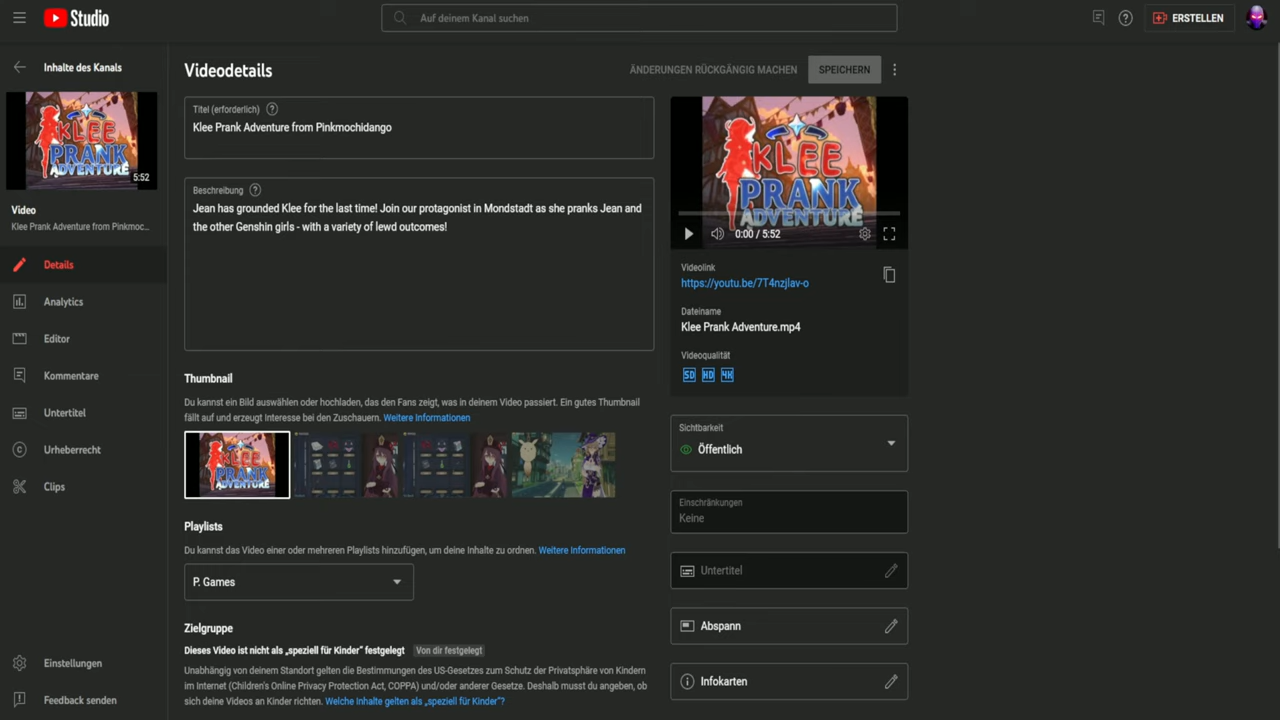 Studio
Auf deinem Kanal suchen
ERSTELLEN
Inhalte des Kanals
KLEE
PRANK
ADVENTURE
5:52
Video
Klee Prank Adventure from Pinkmoc...
Details
Analytics
Editor
Kommentare
Untertitel
Urheberrecht
Clips
Einstellungen
Feedback senden
Videodetails
ÄNDERUNGEN RÜCKGÄNGIG MACHEN
SPEICHERN
Titel (erforderlich)
Klee Prank Adventure from Pinkmochidango
Beschreibung
Jean has grounded Klee for the last time! Join our protagonist in Mondstadt as she pranks Jean and
the other Genshin girls - with a variety of lewd outcomes!
Thumbnail
Du kannst ein Bild auswählen oder hochladen, das den Fans zeigt, was in deinem Video passiert. Ein gutes Thumbnail
fällt auf und erzeugt Interesse bei den Zuschauern. Weitere Informationen
KLEE
PRANK
ADVENTURE
Playlists
Du kannst das Video einer oder mehreren Playlists hinzufügen, um deine Inhalte zu ordnen. Weitere Informationen
P. Games
Zielgruppe
Dieses Video ist nicht als „speziell für Kinder" festgelegt Von dir festgelegt
Unabhängig von deinem Standort gelten die Bestimmungen des US-Gesetzes zum Schutz der Privatsphäre von Kindern
im Internet (Children's Online Privacy Protection Act, COPPA) und/oder anderer Gesetze. Deshalb musst du angeben, ob
sich deine Videos an Kinder richten. Welche Inhalte gelten als „speziell für Kinder"?
KLEE
PRANK
ADVENTURE
0:00 / 5:52
Videolink
https://youtu.be/7T4nzjlav-o
Dateiname
Klee Prank Adventure.mp4
Videoqualität
SD HD 4K
Sichtbarkeit
Öffentlich
Einschränkungen
Keine
Untertitel
Abspann
Infokarten